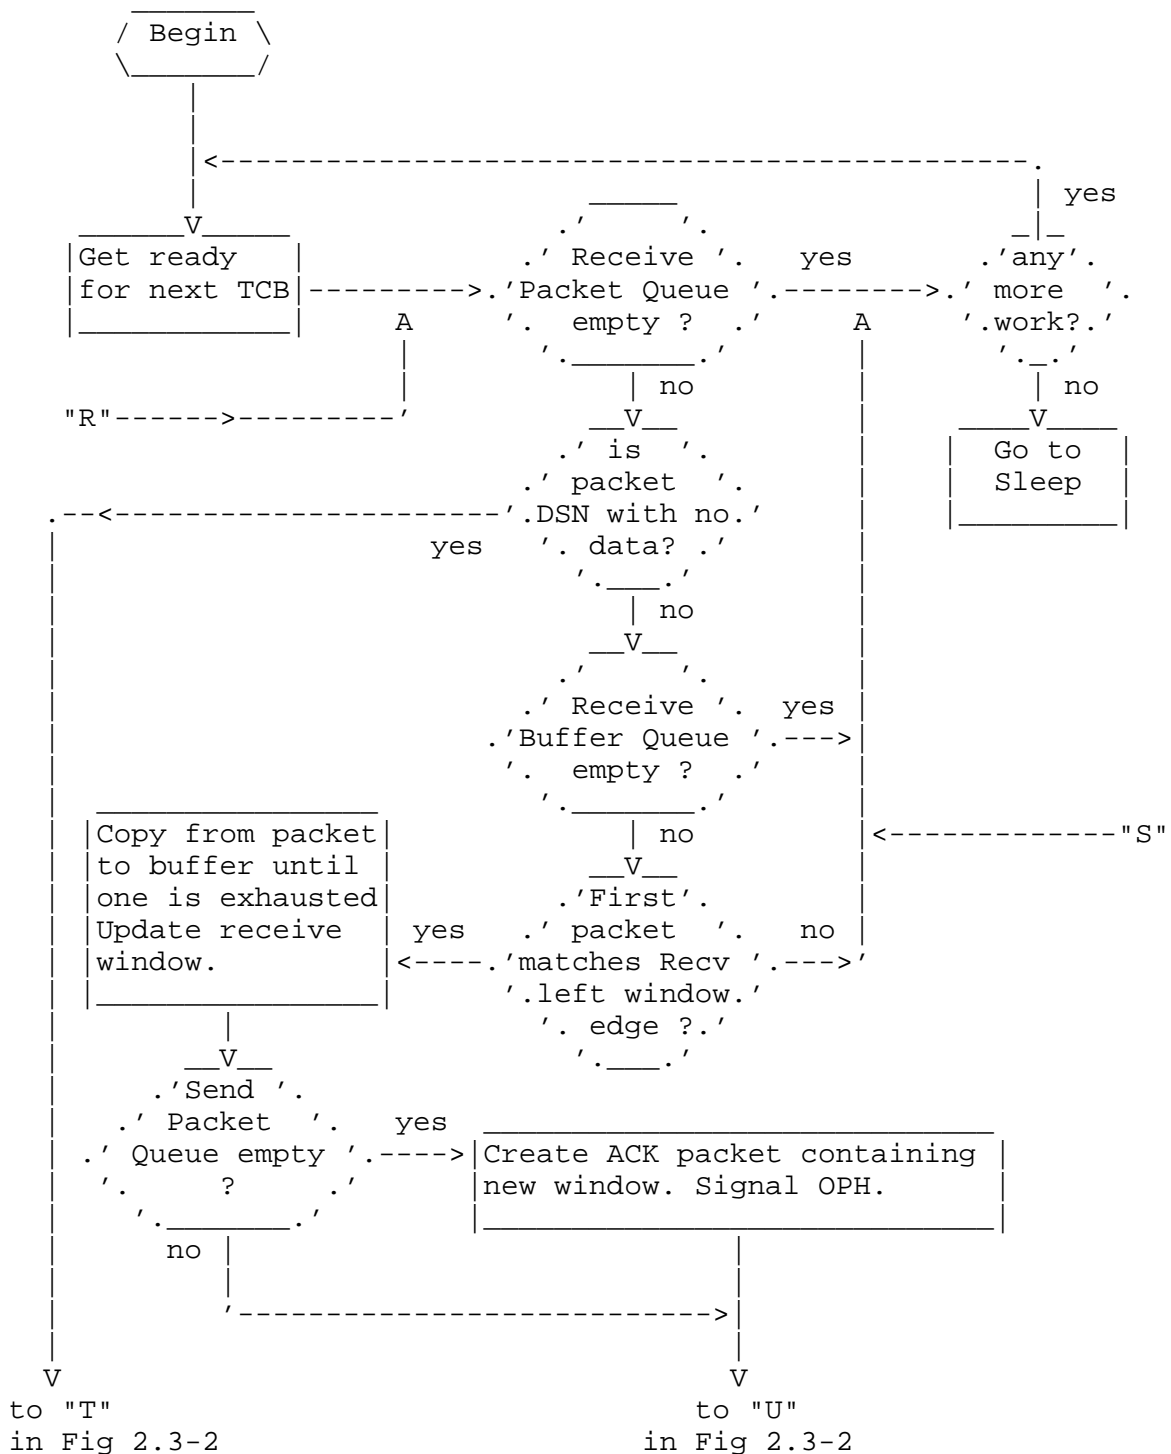 Begin
yes
Get ready
for next TCB
Receive
Packet Queue
empty ?
yes
any
more
work?
A
A
no
no
"R"
is
packet
DSN with no
data?
yes
Go to
Sleep
no
V
Receive
Buffer Queue
empty ?
yes
no
"S"
Copy from packet
to buffer until
one is exhausted
Update receive
window.
yes
First
packet
matches Recv
left window
edge ?
no
V
Send
Packet
Queue empty
?
yes
Create ACK packet containing
new window. Signal OPH.
no
V
V
to "T"
in Fig 2.3-2
to "U"
in Fig 2.3-2